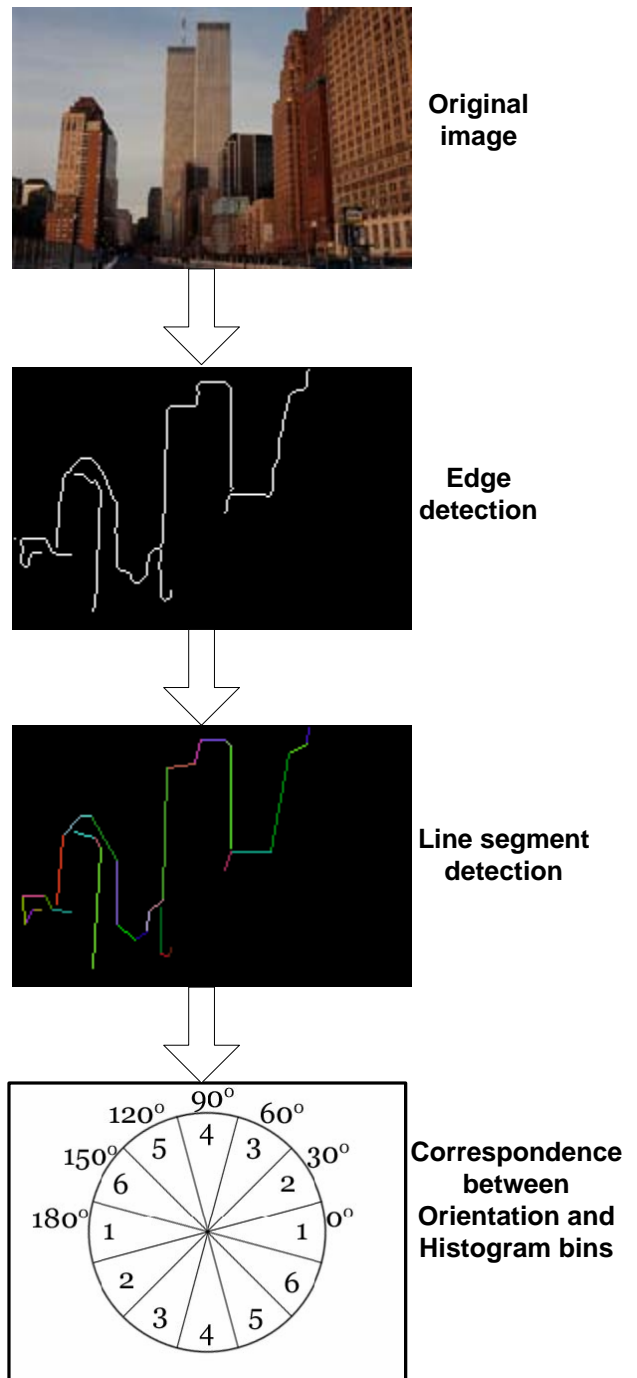 Original
image
Edge
detection
Line segment
detection
90°
120° 60°
150° 30°
180° 0°
5 4 3
6 2
1 1
2 6
3 4 5
Correspondence
between
Orientation and
Histogram bins